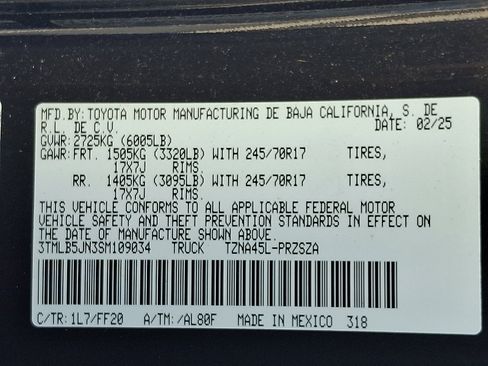 MFD.BY: TOYOTA MOTOR MANUFACTURING DE BAJA CALIFORNIA, S. DE
R.L. DE C.V. DATE: 02/25
GVWR: 2725KG (6005LB)
GAWR: FRT. 1505KG (3320LB) WITH 245/70R17 TIRES,
17X7J RIMS.
RR. 1405KG (3095LB) WITH 245/70R17 TIRES,
17X7J RIMS.
THIS VEHICLE CONFORMS TO ALL APPLICABLE FEDERAL MOTOR
VEHICLE SAFETY AND THEFT PREVENTION STANDARDS IN EFFECT ON
THE DATE OF MANUFACTURE SHOWN ABOVE.
3TMLB5JN3SM109034 TRUCK TZNA45L-PRZSZA
C/TR: 1L7/FF20 A/TM: /AL80F MADE IN MEXICO 318